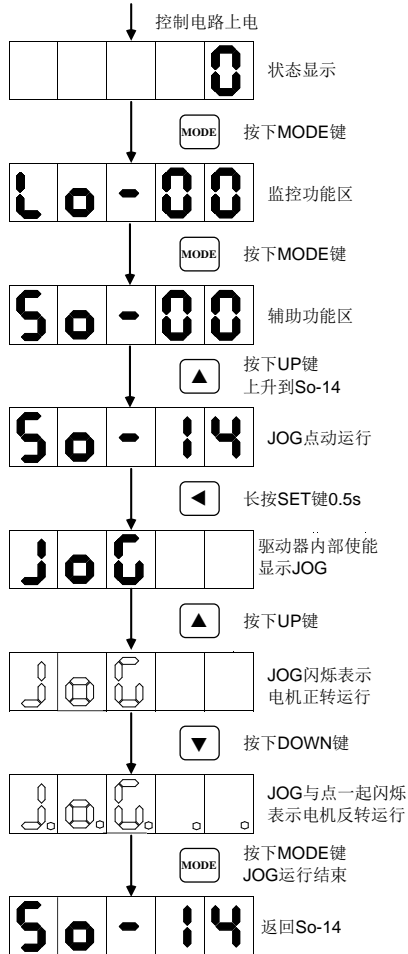 控制电路上电
0
状态显示
MODE
按下MODE键
Lo-00
监控功能区
MODE
按下MODE键
So-00
辅助功能区
按下UP键
上升到So-14
So-14
JOG点动运行
长按SET键0.5s
JoG
驱动器内部使能
显示JOG
按下UP键
JoG
JOG闪烁表示
电机正转运行
按下DOWN键
J.o.G. . .
JOG与点一起闪烁
表示电机反转运行
MODE
按下MODE键
JOG运行结束
So-14
返回So-14